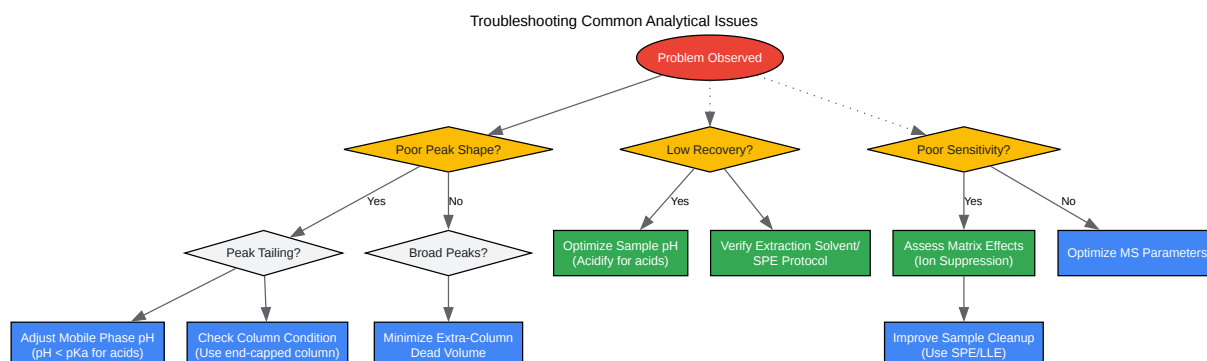 Troubleshooting Common Analytical Issues
Problem Observed
Poor Peak Shape?
Low Recovery?
Poor Sensitivity?
Yes
No
Yes
Yes
No
Peak Tailing?
Broad Peaks?
Optimize Sample pH
(Acidify for acids)
Verify Extraction Solvent/
SPE Protocol
Assess Matrix Effects
(Ion Suppression)
Optimize MS Parameters
Adjust Mobile Phase pH
(pH < pKa for acids)
Check Column Condition
(Use end-capped column)
Minimize Extra-Column
Dead Volume
Improve Sample Cleanup
(Use SPE/LLE)